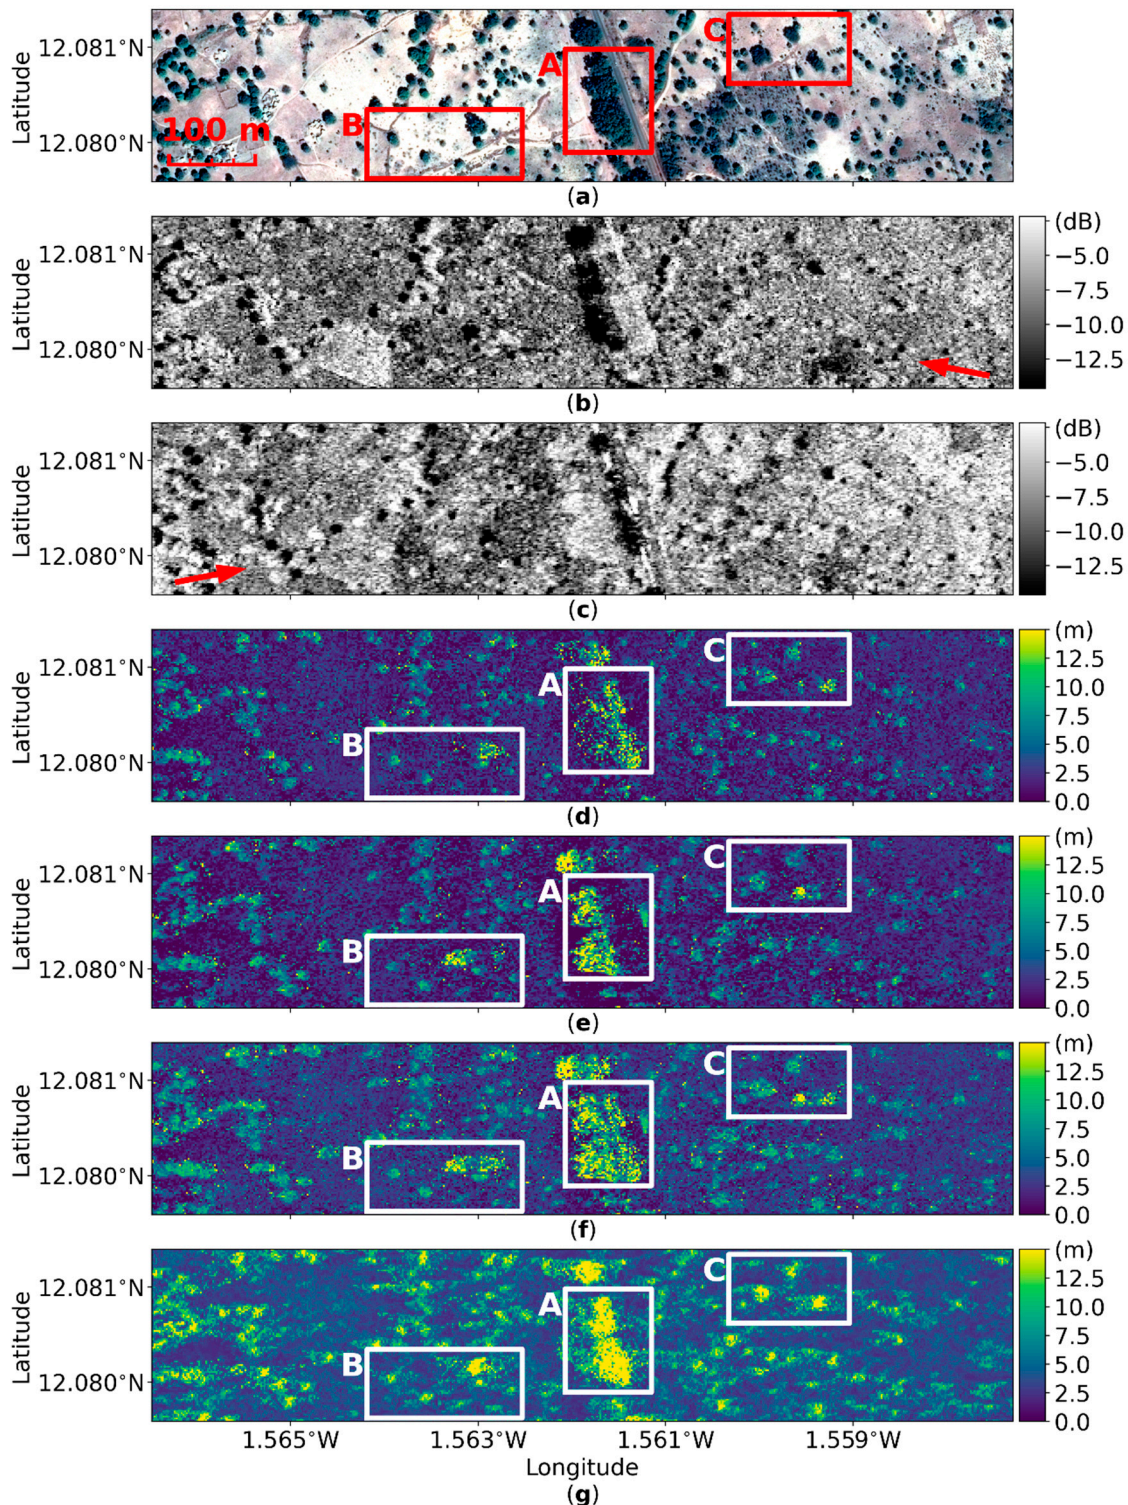 Latitude
12.081°N
12.080°N
100 m
A
B
C
(a)
Latitude
12.081°N
12.080°N
(dB)
−5.0
−7.5
−10.0
−12.5
(b)
Latitude
12.081°N
12.080°N
(dB)
−5.0
−7.5
−10.0
−12.5
(c)
Latitude
12.081°N
12.080°N
A
B
C
(m)
12.5
10.0
7.5
5.0
2.5
0.0
(d)
Latitude
12.081°N
12.080°N
A
B
C
(m)
12.5
10.0
7.5
5.0
2.5
0.0
(e)
Latitude
12.081°N
12.080°N
A
B
C
(m)
12.5
10.0
7.5
5.0
2.5
0.0
(f)
Latitude
12.081°N
12.080°N
A
B
C
(m)
12.5
10.0
7.5
5.0
2.5
0.0
1.565°W 1.563°W 1.561°W 1.559°W
Longitude
(g)